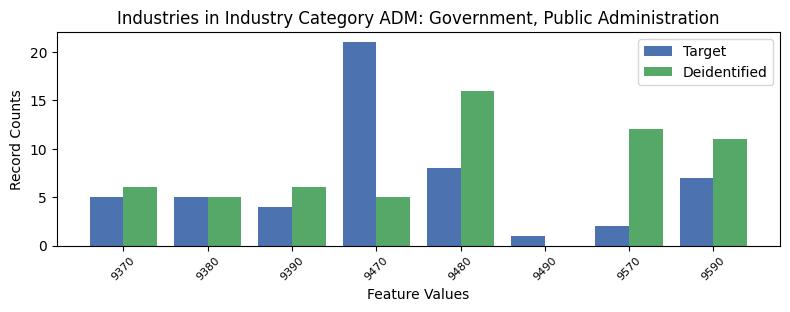 Industries in Industry Category ADM: Government, Public Administration
Target
Deidentified
Record Counts
20
15
10
5
0
9370
9380
9390
9470
9480
9490
9570
9590
Feature Values